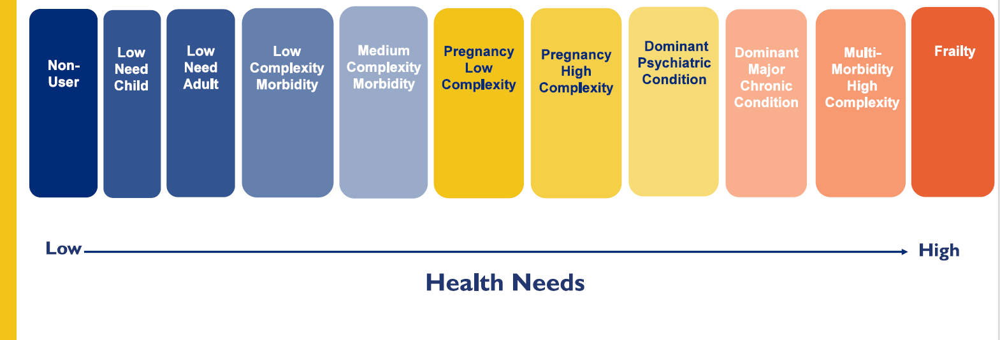 Non-
User
Low
Need
Child
Low
Need
Adult
Low
Complexity
Morbidity
Medium
Complexity
Morbidity
Pregnancy
Low
Complexity
Pregnancy
High
Complexity
Dominant
Psychiatric
Condition
Dominant
Major
Chronic
Condition
Multi-
Morbidity
High
Complexity
Frailty
Low
High
Health Needs